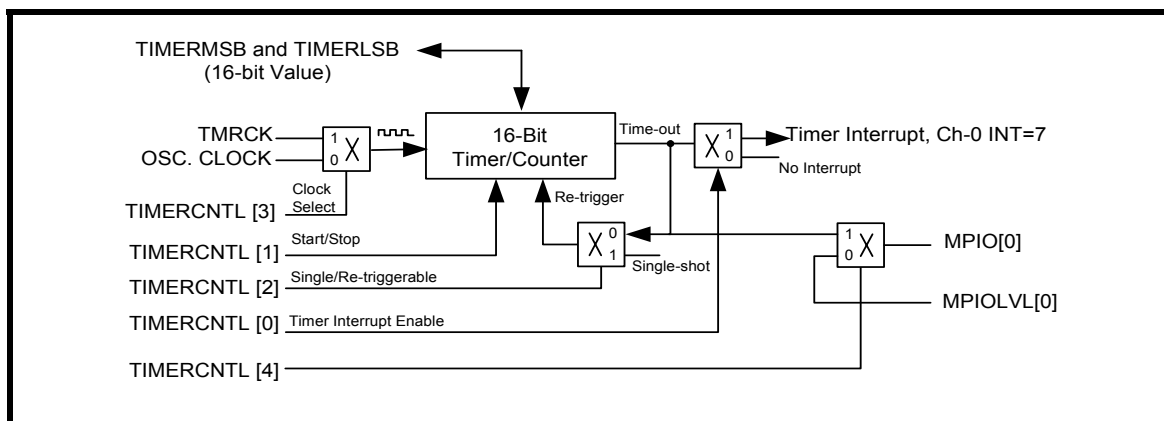 TIMERMSB and TIMERLSB
(16-bit Value)
TMRCK
OSC. CLOCK
1
0
X
16-Bit
Timer/Counter
Time-out
X
1
0
Timer Interrupt, Ch-0 INT=7
No Interrupt
Clock
Select
TIMERCNTL [3]
Re-trigger
TIMERCNTL [1]
Start/Stop
X
0
1
Single-shot
1
0
X
MPIO[0]
TIMERCNTL [2]
Single/Re-triggerable
MPIOLVL[0]
TIMERCNTL [0]
Timer Interrupt Enable
TIMERCNTL [4]